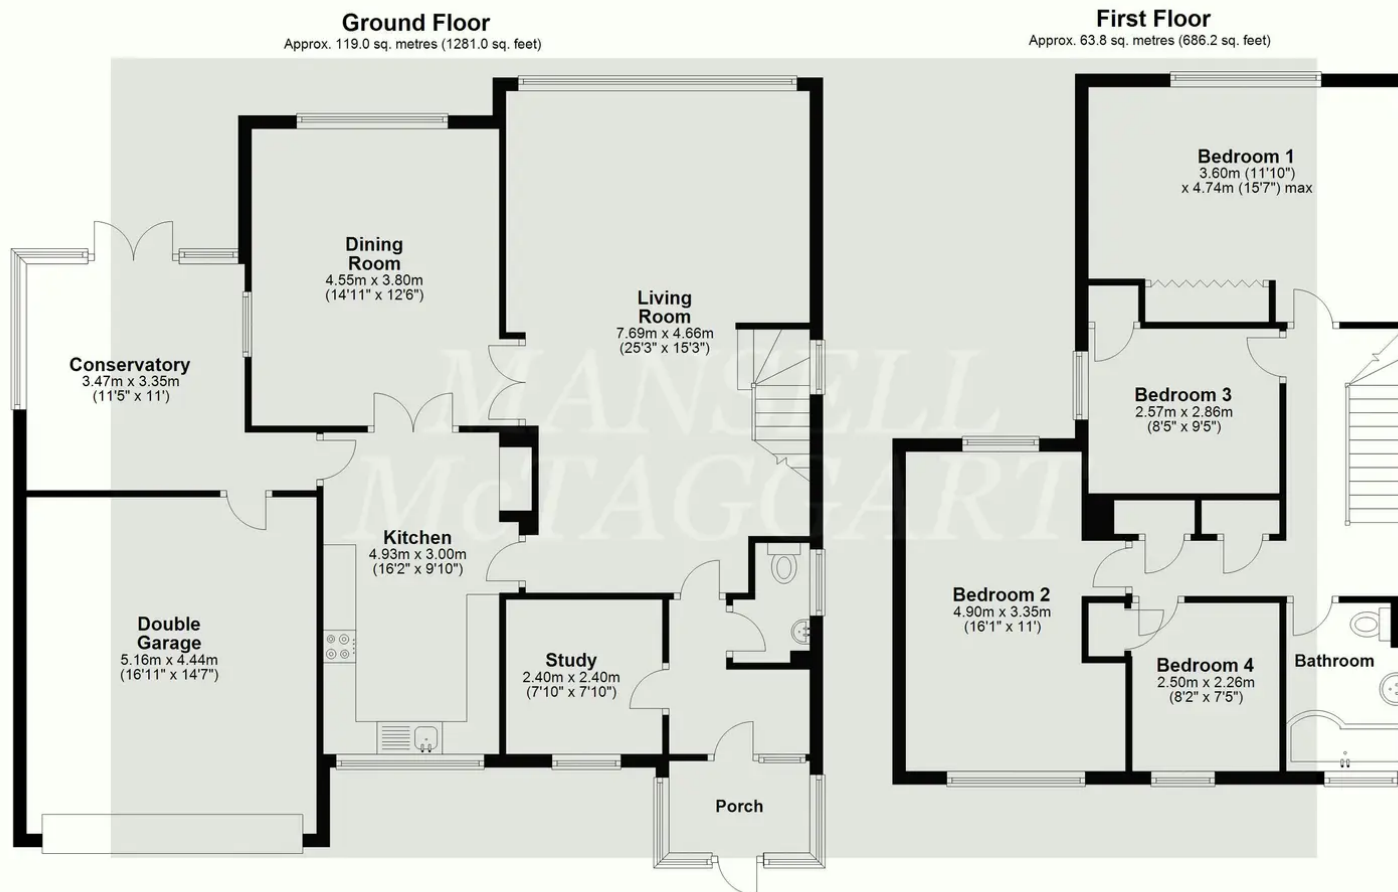 Ground Floor
Approx. 119.0 sq. metres (1281.0 sq. feet)
First Floor
Approx. 63.8 sq. metres (686.2 sq. feet)
Dining
Room
4.55m x 3.80m
(14'11" x 12'6")
Living
Room
7.69m x 4.66m
(25'3" x 15'3")
Conservatory
3.47m x 3.35m
(11'5" x 11')
Kitchen
4.93m x 3.00m
(16'2" x 9'10")
Double
Garage
5.16m x 4.44m
(16'11" x 14'7")
Study
2.40m x 2.40m
(7'10" x 7'10")
Porch
Bedroom 1
3.60m (11'10")
x 4.74m (15'7") max
Bedroom 3
2.57m x 2.86m
(8'5" x 9'5")
Bedroom 2
4.90m x 3.35m
(16'1" x 11')
Bedroom 4
2.50m x 2.26m
(8'2" x 7'5")
Bathroom
MANSELL
McTAGGART